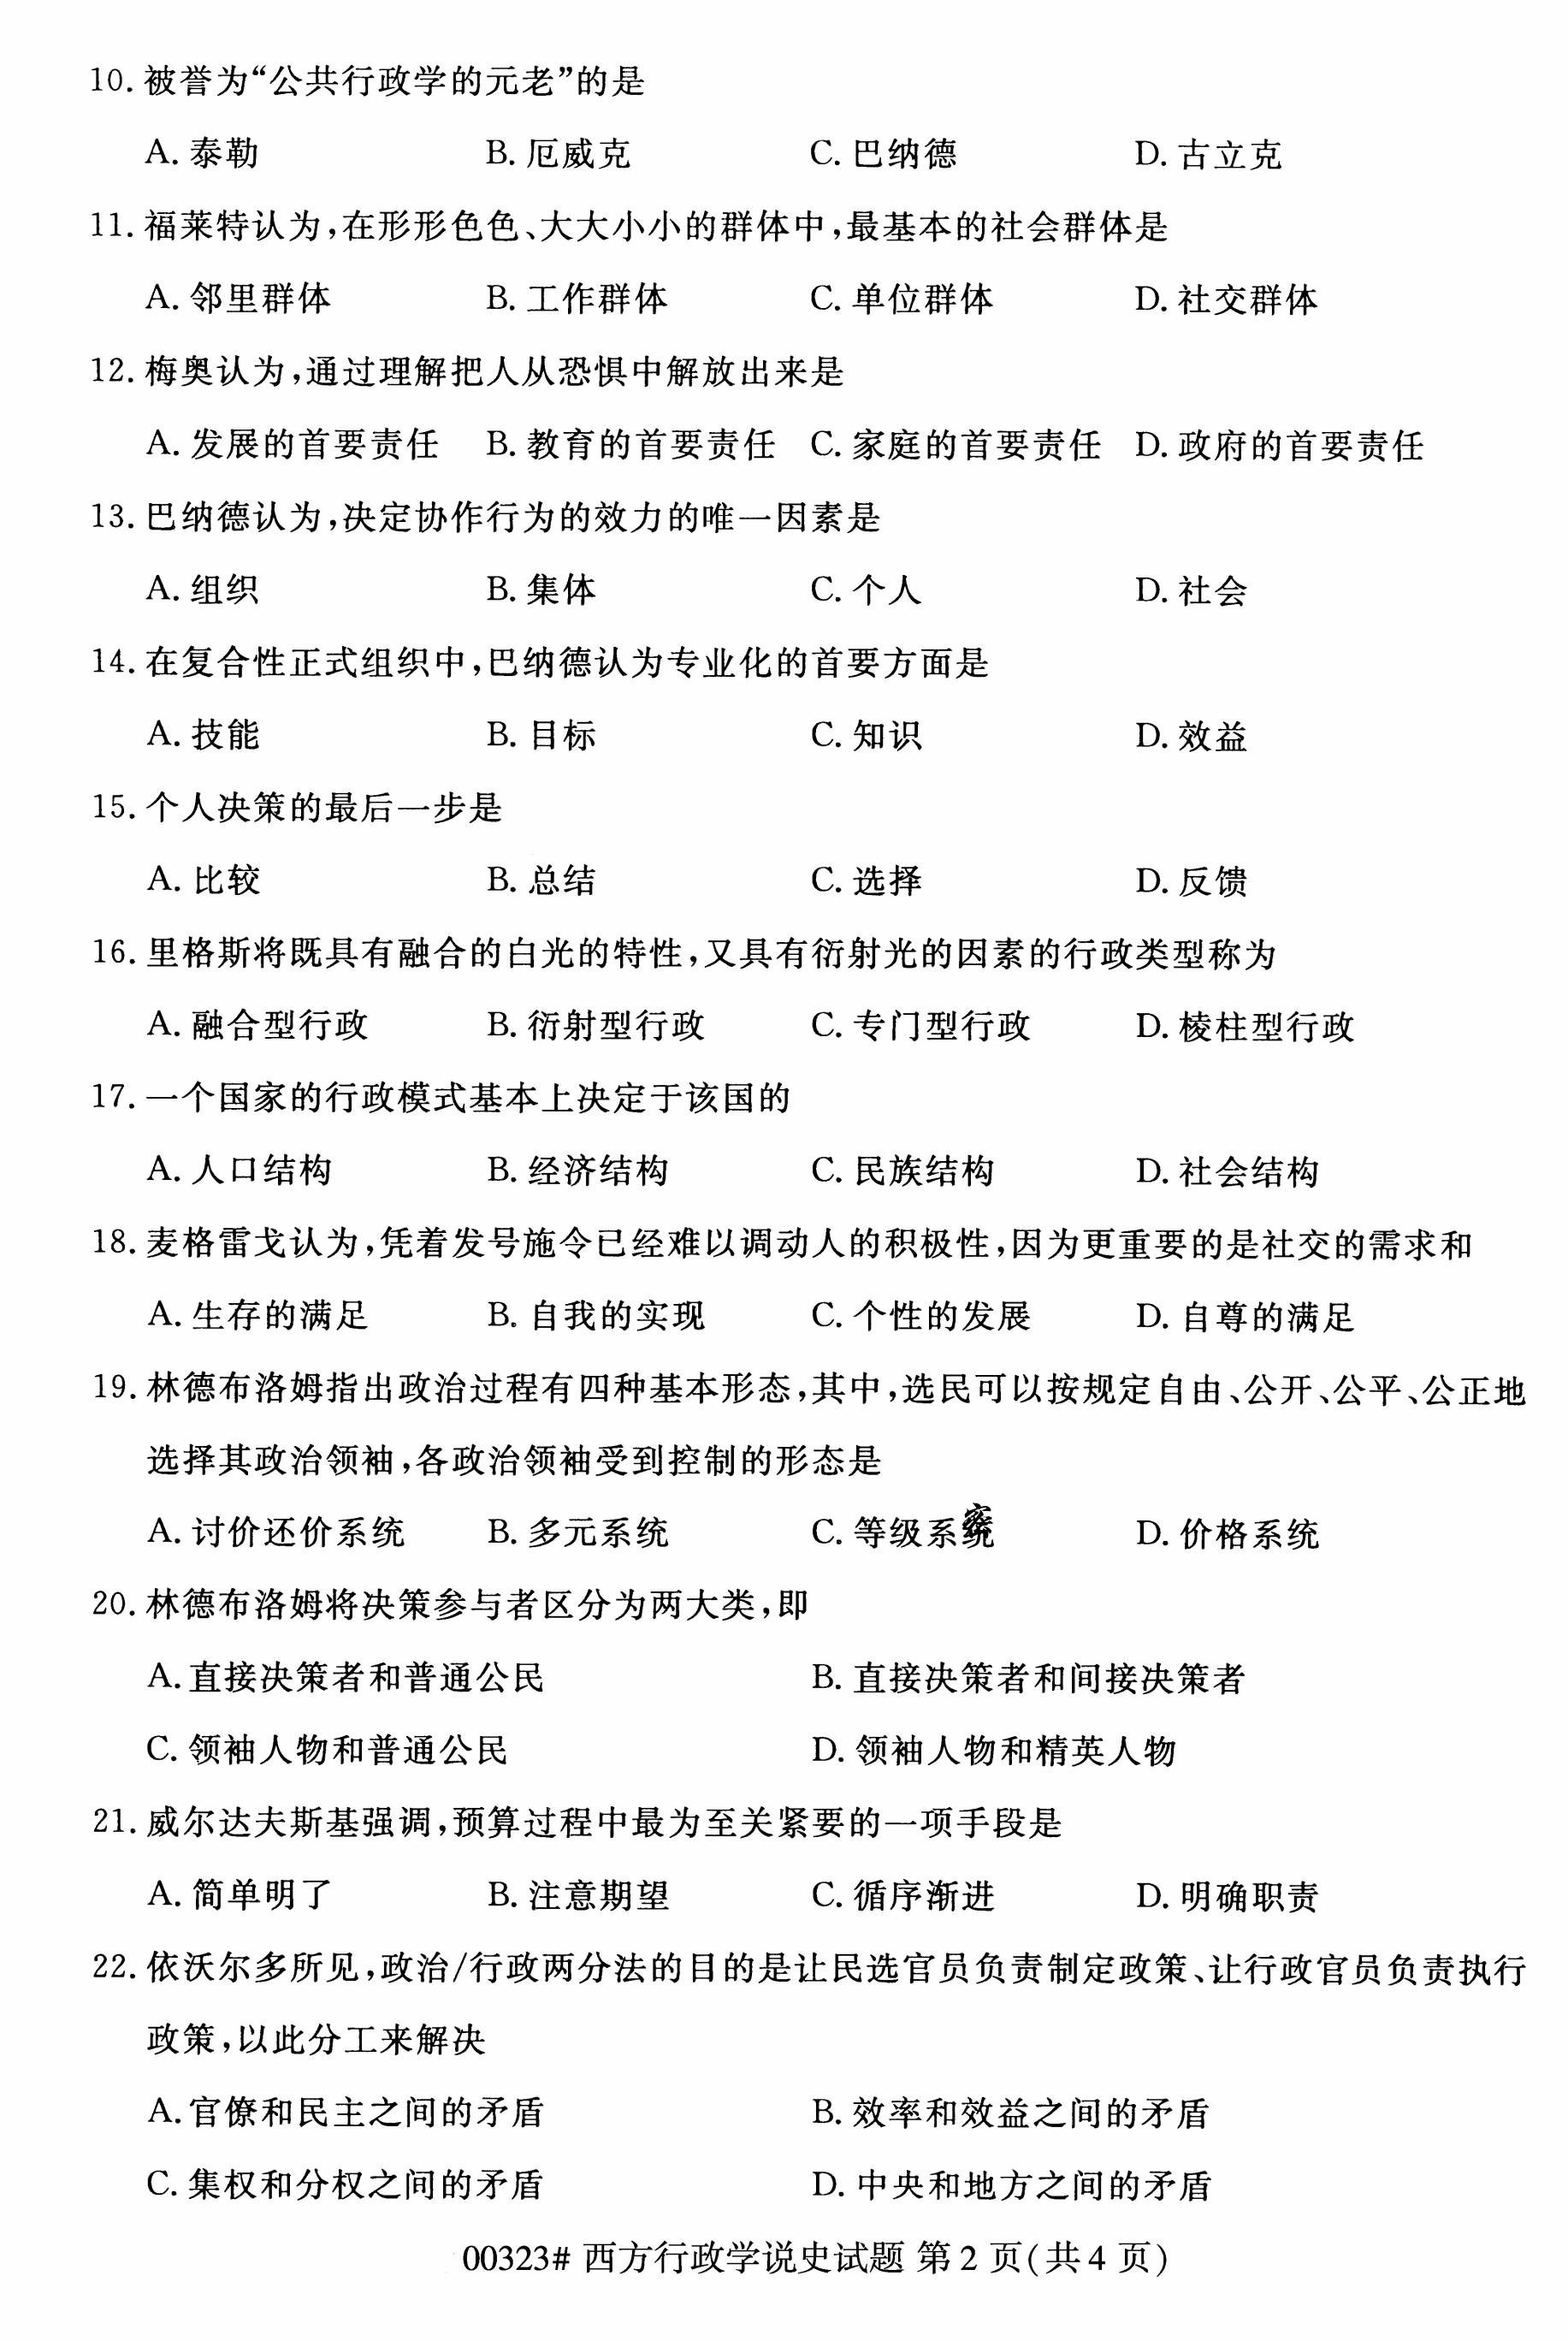 10. 被誉为“公共行政学的元老”的是
A. 泰勒 B. 厄威克 C. 巴纳德 D. 古立克
11. 福莱特认为,在形形色色、大大小小的群体中,最基本的社会群体是
A. 邻里群体 B. 工作群体 C. 单位群体 D. 社交群体
12. 梅奥认为,通过理解把人从恐惧中解放出来是
A. 发展的首要责任 B. 教育的首要责任 C. 家庭的首要责任 D. 政府的首要责任
13. 巴纳德认为,决定协作行为的效力的唯一因素是
A. 组织 B. 集体 C. 个人 D. 社会
14. 在复合性正式组织中,巴纳德认为专业化的首要方面是
A. 技能 B. 目标 C. 知识 D. 效益
15. 个人决策的最后一步是
A. 比较 B. 总结 C. 选择 D. 反馈
16. 里格斯将既具有融合的白光的特性,又具有衍射光的因素的行政类型称为
A. 融合型行政 B. 衍射型行政 C. 专门型行政 D. 棱柱型行政
17. 一个国家的行政模式基本上决定于该国的
A. 人口结构 B. 经济结构 C. 民族结构 D. 社会结构
18. 麦格雷戈认为,凭着发号施令已经难以调动人的积极性,因为更重要的是社交的需求和
A. 生存的满足 B. 自我的实现 C. 个性的发展 D. 自尊的满足
19. 林德布洛姆指出政治过程有四种基本形态,其中,选民可以按规定自由、公开、公平、公正地
选择其政治领袖,各政治领袖受到控制的形态是
A. 讨价还价系统 B. 多元系统 C. 等级系统 D. 价格系统
20. 林德布洛姆将决策参与者区分为两大类,即
A. 直接决策者和普通公民 B. 直接决策者和间接决策者
C. 领袖人物和普通公民 D. 领袖人物和精英人物
21. 威尔达夫斯基强调,预算过程中最为至关紧要的一项手段是
A. 简单明了 B. 注意期望 C. 循序渐进 D. 明确职责
22. 依沃尔多所见,政治/行政两分法的目的是让民选官员负责制定政策、让行政官员负责执行
政策,以此分工来解决
A. 官僚和民主之间的矛盾 B. 效率和效益之间的矛盾
C. 集权和分权之间的矛盾 D. 中央和地方之间的矛盾
00323# 西方行政学说史试题 第 2 页(共 4 页)